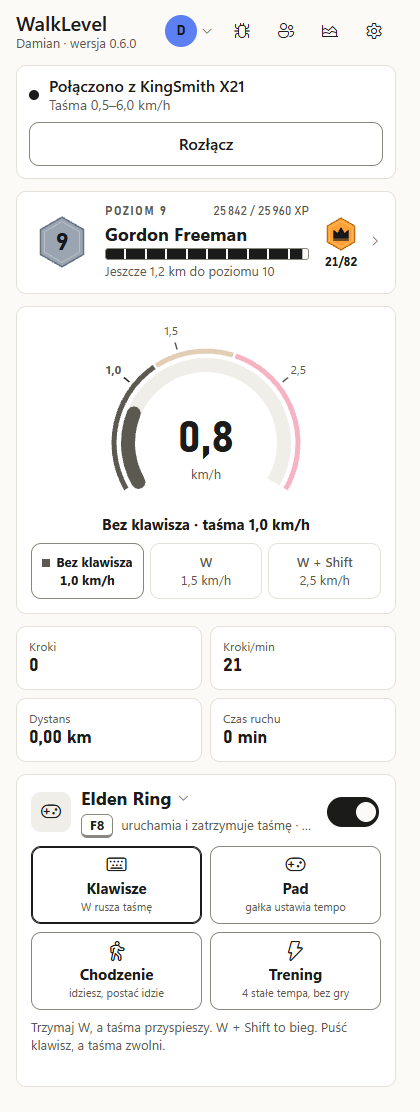 WalkLevel
Damian · wersja 0.6.0
D
Połączono z KingSmith X21
Taśma 0,5–6,0 km/h
Rozłącz
9
POZIOM 9
25 842 / 25 960 XP
Gordon Freeman
Jeszcze 1,2 km do poziomu 10
21/82
1,5
1,0
2,5
0,8
km/h
Bez klawisza · taśma 1,0 km/h
Bez klawisza
1,0 km/h
W
1,5 km/h
W + Shift
2,5 km/h
Kroki
0
Kroki/min
21
Dystans
0,00 km
Czas ruchu
0 min
Elden Ring
F8 uruchamia i zatrzymuje taśmę · ...
Klawisze
W rusza taśmę
Pad
gałka ustawia tempo
Chodzenie
idziesz, postać idzie
Trening
4 stałe tempa, bez gry
Trzymaj W, a taśma przyspieszy. W + Shift to bieg. Puść
klawisz, a taśma zwolni.